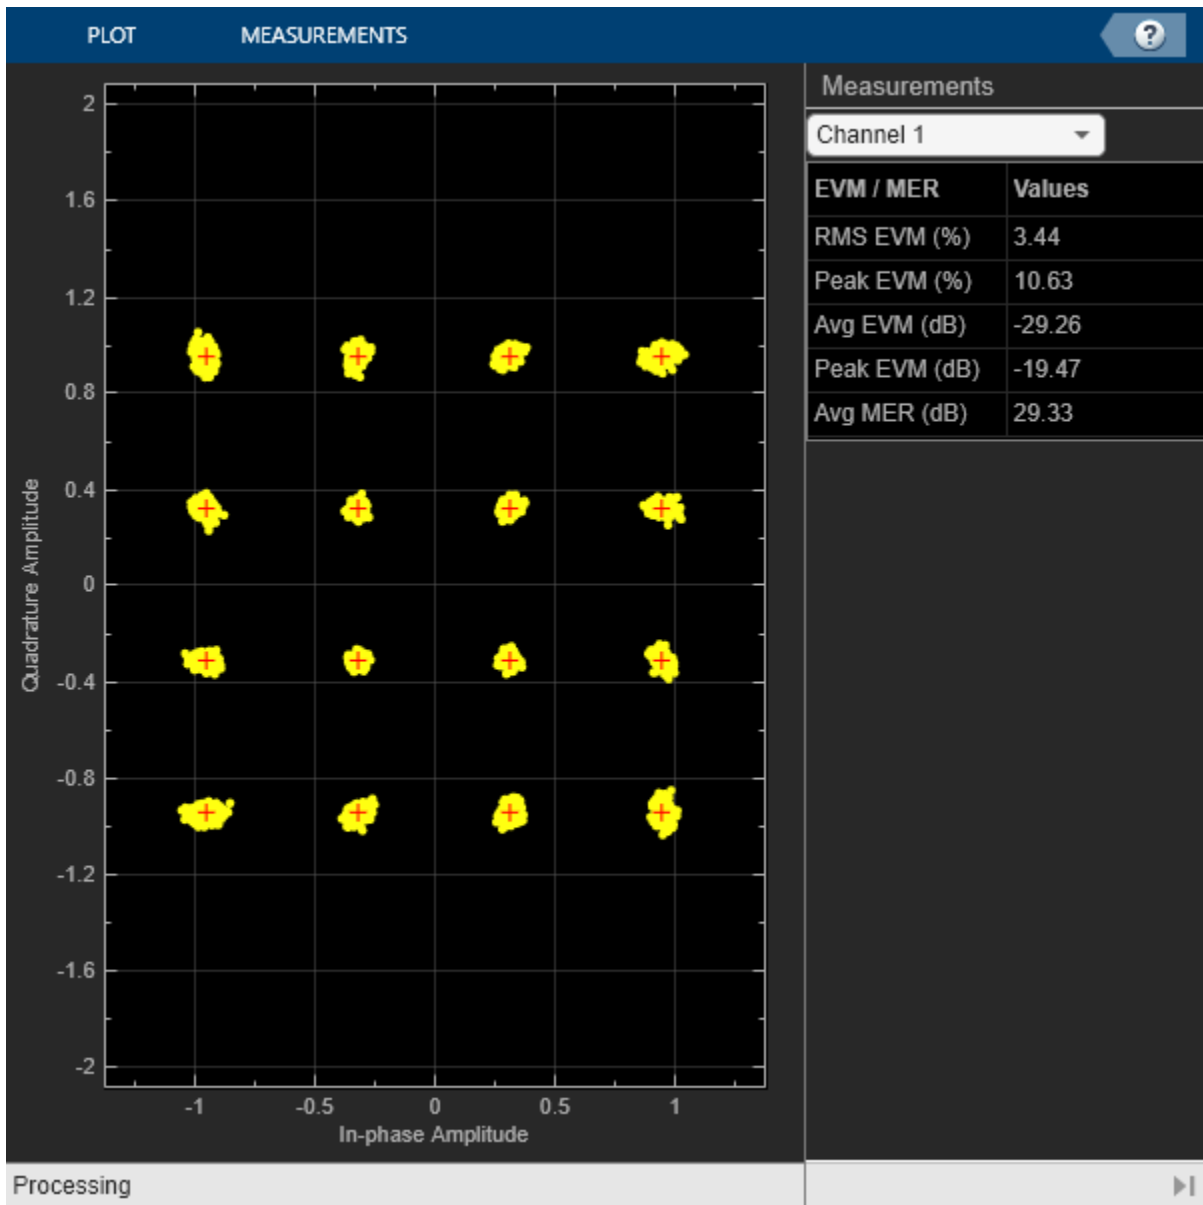 PLOT MEASUREMENTS ?
Measurements
Channel 1
EVM / MER Values
RMS EVM (%) 3.44
Peak EVM (%) 10.63
Avg EVM (dB) -29.26
Peak EVM (dB) -19.47
Avg MER (dB) 29.33
Quadrature Amplitude
2
1.6
1.2
0.8
0.4
0
-0.4
-0.8
-1.2
-1.6
-2
-1 -0.5 0 0.5 1
In-phase Amplitude
Processing